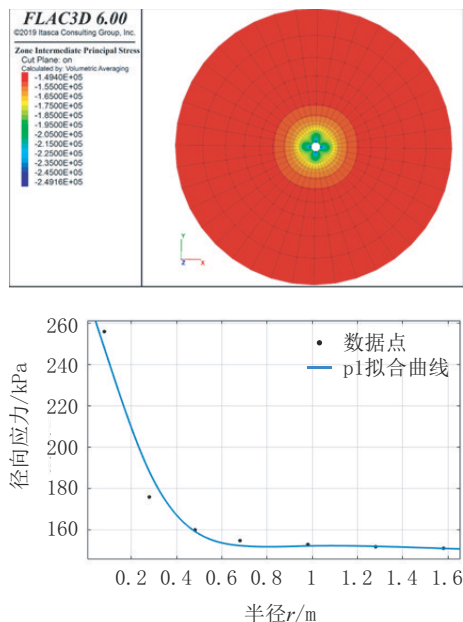 FLAC3D 6.00
©2019 Itasca Consulting Group, Inc.
Zone Intermediate Principal Stress
Cut Plane: on
Calculated by: Volumetric Averaging
-1.4940E+05
-1.5500E+05
-1.6500E+05
-1.7500E+05
-1.8500E+05
-1.9500E+05
-2.0500E+05
-2.1500E+05
-2.2500E+05
-2.3500E+05
-2.4500E+05
-2.4916E+05
Y
Z X
260
240
220
200
180
160
径向应力/kPa
数据点
p1拟合曲线
0.2 0.4 0.6 0.8 1 1.2 1.4 1.6
半径r/m